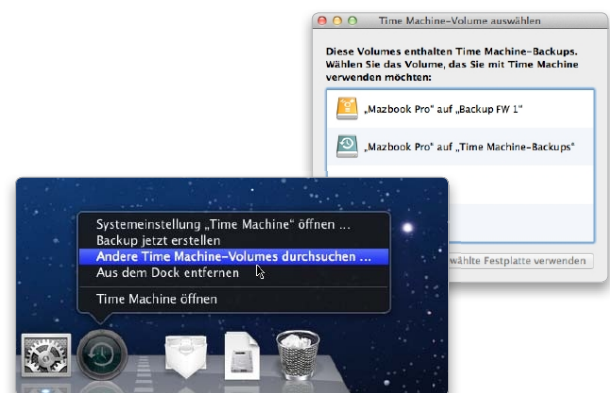 Time Machine-Volume auswählen
Diese Volumes enthalten Time Machine-Backups.
Wählen Sie das Volume, das Sie mit Time Machine
verwenden möchten:
„Mazbook Pro“ auf „Backup FW 1“
„Mazbook Pro“ auf „Time Machine-Backups“
wählte Festplatte verwenden
Systemeinstellung „Time Machine“ öffnen ...
Backup jetzt erstellen
Andere Time Machine-Volumes durchsuchen ...
Aus dem Dock entfernen
Time Machine öffnen